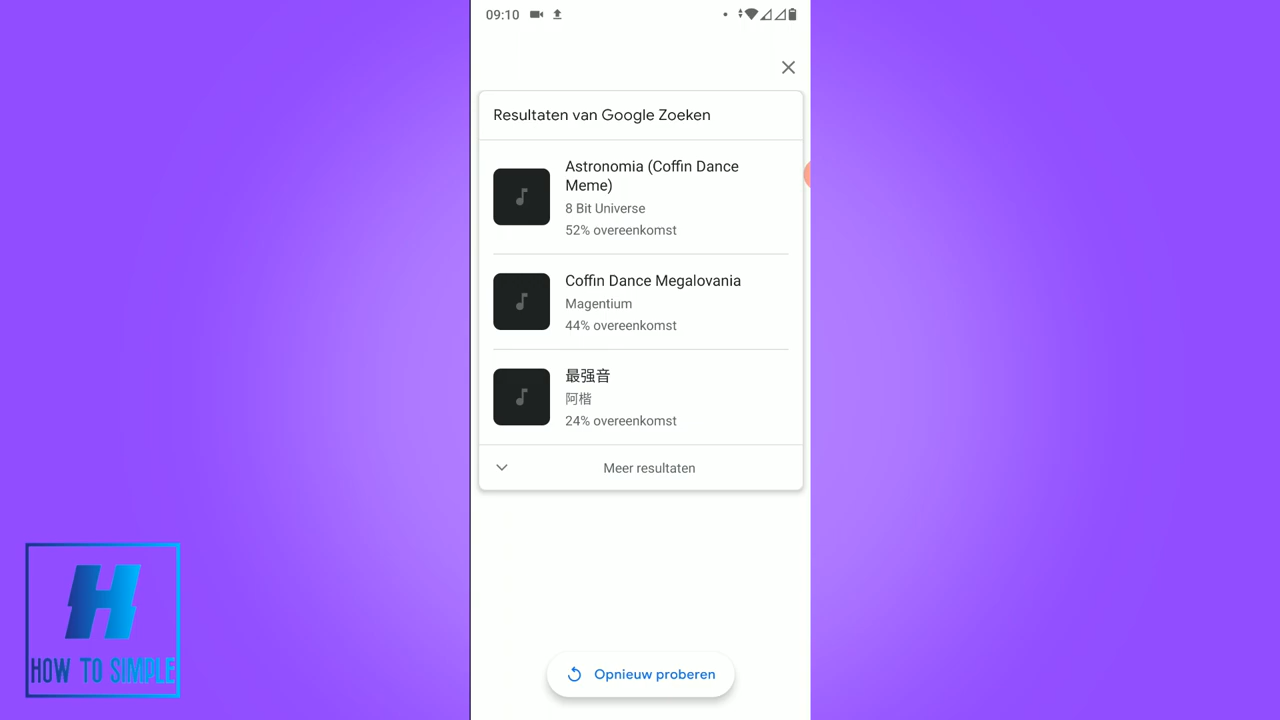 09:10
Resultaten van Google Zoeken
Astronomia (Coffin Dance
Meme)
8 Bit Universe
52% overeenkomst
Coffin Dance Megalovania
Magentium
44% overeenkomst
最强音
阿楷
24% overeenkomst
Meer resultaten
Opnieuw proberen
H
HOW TO SIMPLE